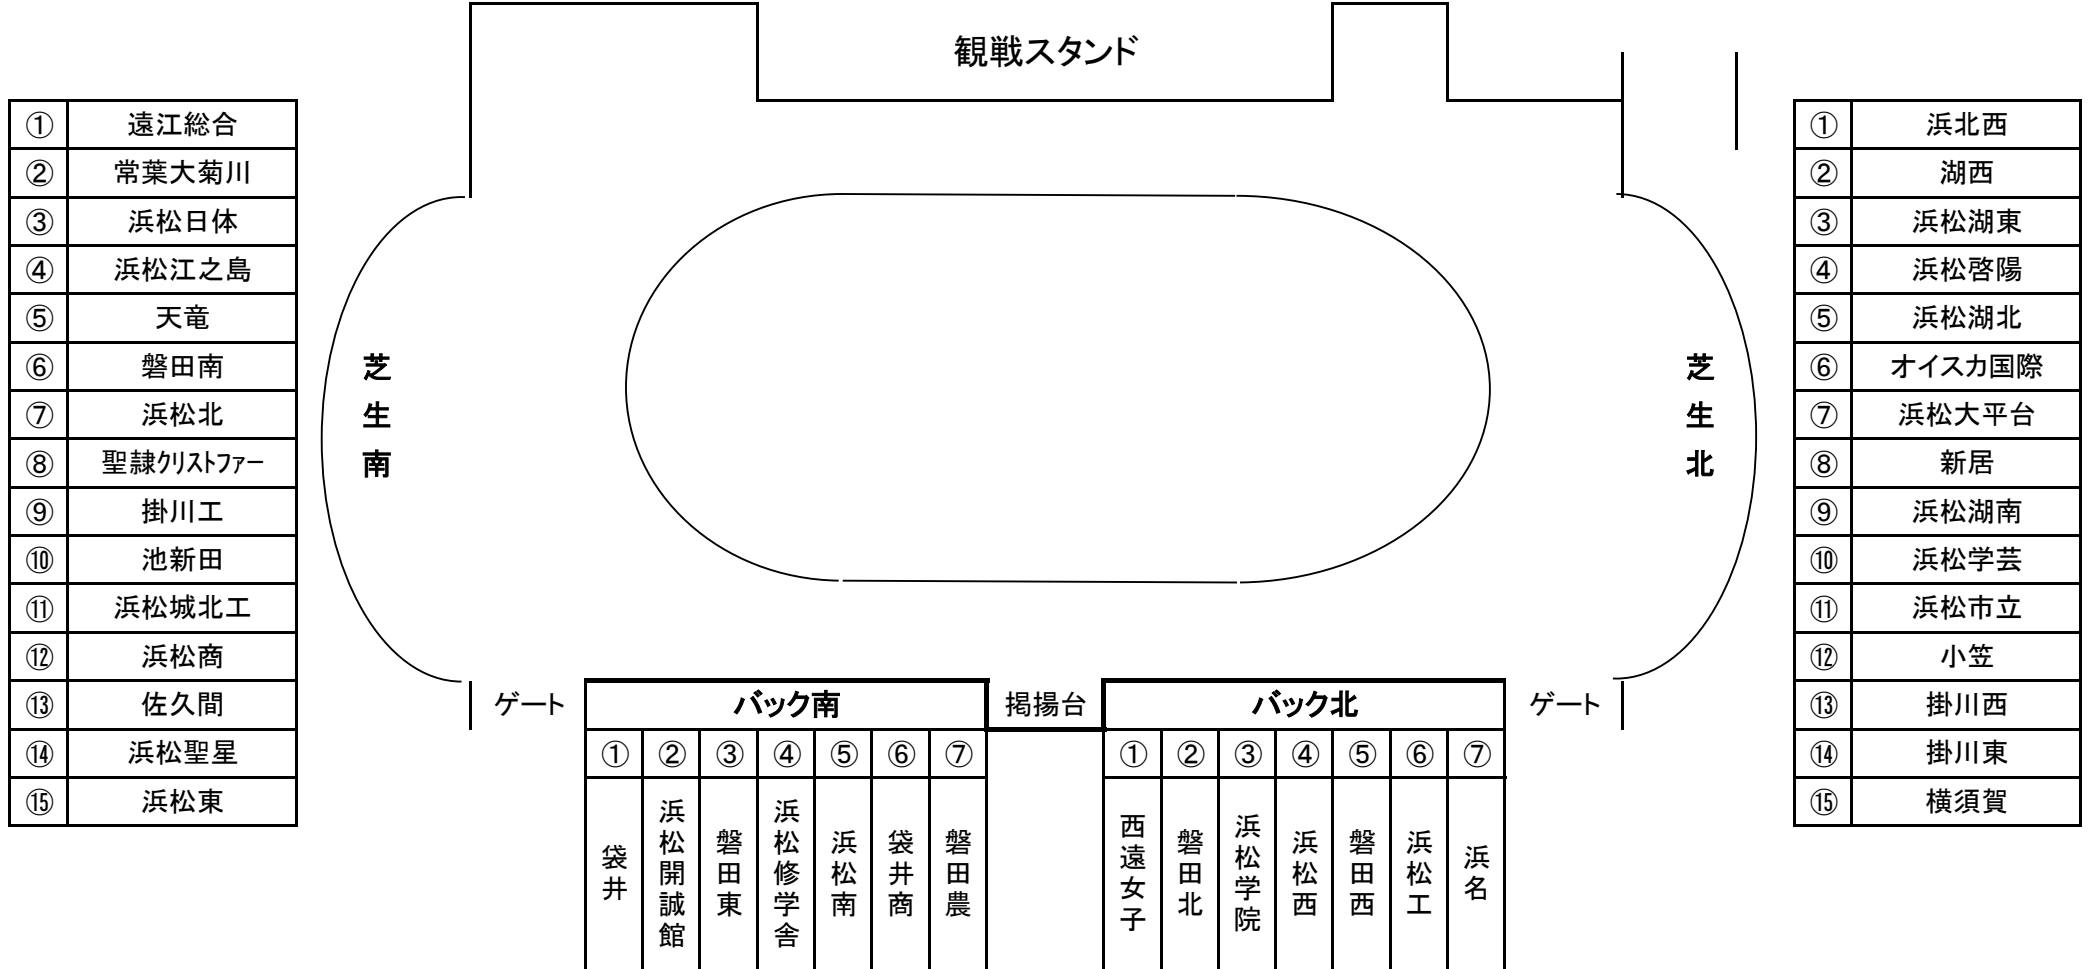 観戦スタンド
① 遠江総合
② 常葉大菊川
③ 浜松日体
④ 浜松江之島
⑤ 天竜
⑥ 磐田南
⑦ 浜松北
⑧ 聖隷ｸﾘｽﾄﾌｧｰ
⑨ 掛川工
⑩ 池新田
⑪ 浜松城北工
⑫ 浜松商
⑬ 佐久間
⑭ 浜松聖星
⑮ 浜松東
芝生南
芝生北
① 浜北西
② 湖西
③ 浜松湖東
④ 浜松啓陽
⑤ 浜松湖北
⑥ オイスカ国際
⑦ 浜松大平台
⑧ 新居
⑨ 浜松湖南
⑩ 浜松学芸
⑪ 浜松市立
⑫ 小笠
⑬ 掛川西
⑭ 掛川東
⑮ 横須賀
ゲート
バック南
掲揚台
バック北
ゲート
① 袋井
② 浜松開誠館
③ 磐田東
④ 浜松修学舎
⑤ 浜松南
⑥ 袋井商
⑦ 磐田農
① 西遠女子
② 磐田北
③ 浜松学院
④ 浜松西
⑤ 磐田西
⑥ 浜松工
⑦ 浜名